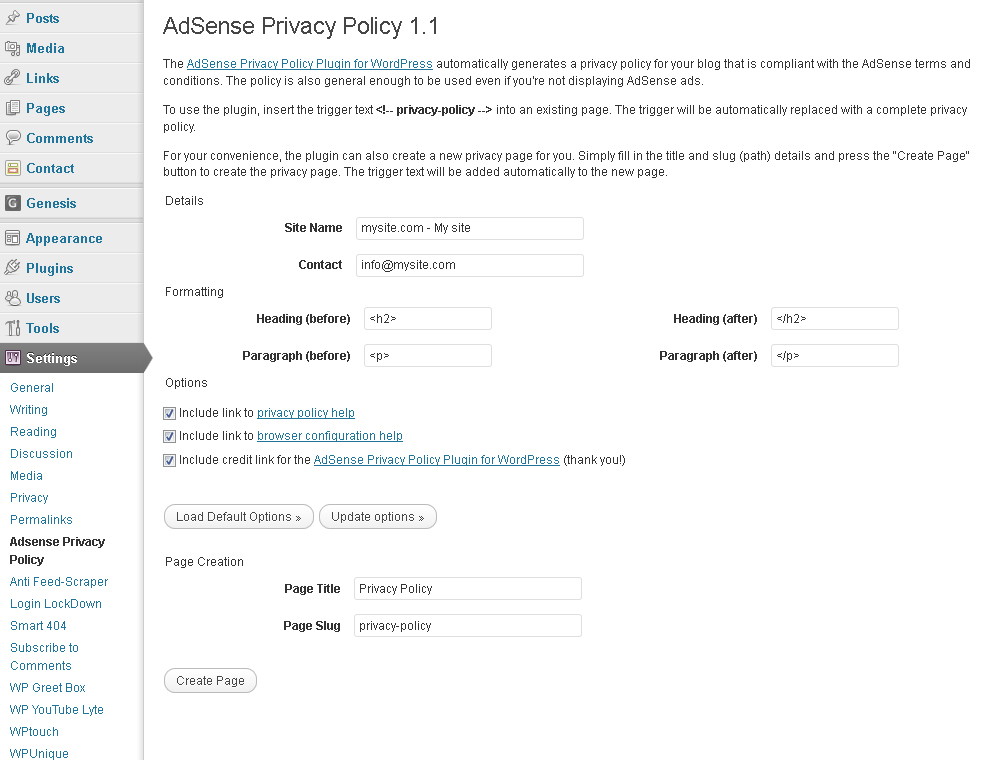 Posts
Media
Links
Pages
Comments
Contact
Genesis
Appearance
Plugins
Users
Tools
Settings
General
Writing
Reading
Discussion
Media
Privacy
Permalinks
Adsense Privacy
Policy
Anti Feed-Scraper
Login LockDown
Smart 404
Subscribe to
Comments
WP Greet Box
WP YouTube Lyte
WPtouch
WPUnique
AdSense Privacy Policy 1.1
The AdSense Privacy Policy Plugin for WordPress automatically generates a privacy policy for your blog that is compliant with the AdSense terms and
conditions. The policy is also general enough to be used even if you're not displaying AdSense ads.
To use the plugin, insert the trigger text <!-- privacy-policy --> into an existing page. The trigger will be automatically replaced with a complete privacy
policy.
For your convenience, the plugin can also create a new privacy page for you. Simply fill in the title and slug (path) details and press the "Create Page"
button to create the privacy page. The trigger text will be added automatically to the new page.
Details
Site Name mysite.com - My site
Contact info@mysite.com
Formatting
Heading (before) <h2> Heading (after) </h2>
Paragraph (before) <p> Paragraph (after) </p>
Options
Include link to privacy policy help
Include link to browser configuration help
Include credit link for the AdSense Privacy Policy Plugin for WordPress (thank you!)
Load Default Options » Update options »
Page Creation
Page Title Privacy Policy
Page Slug privacy-policy
Create Page